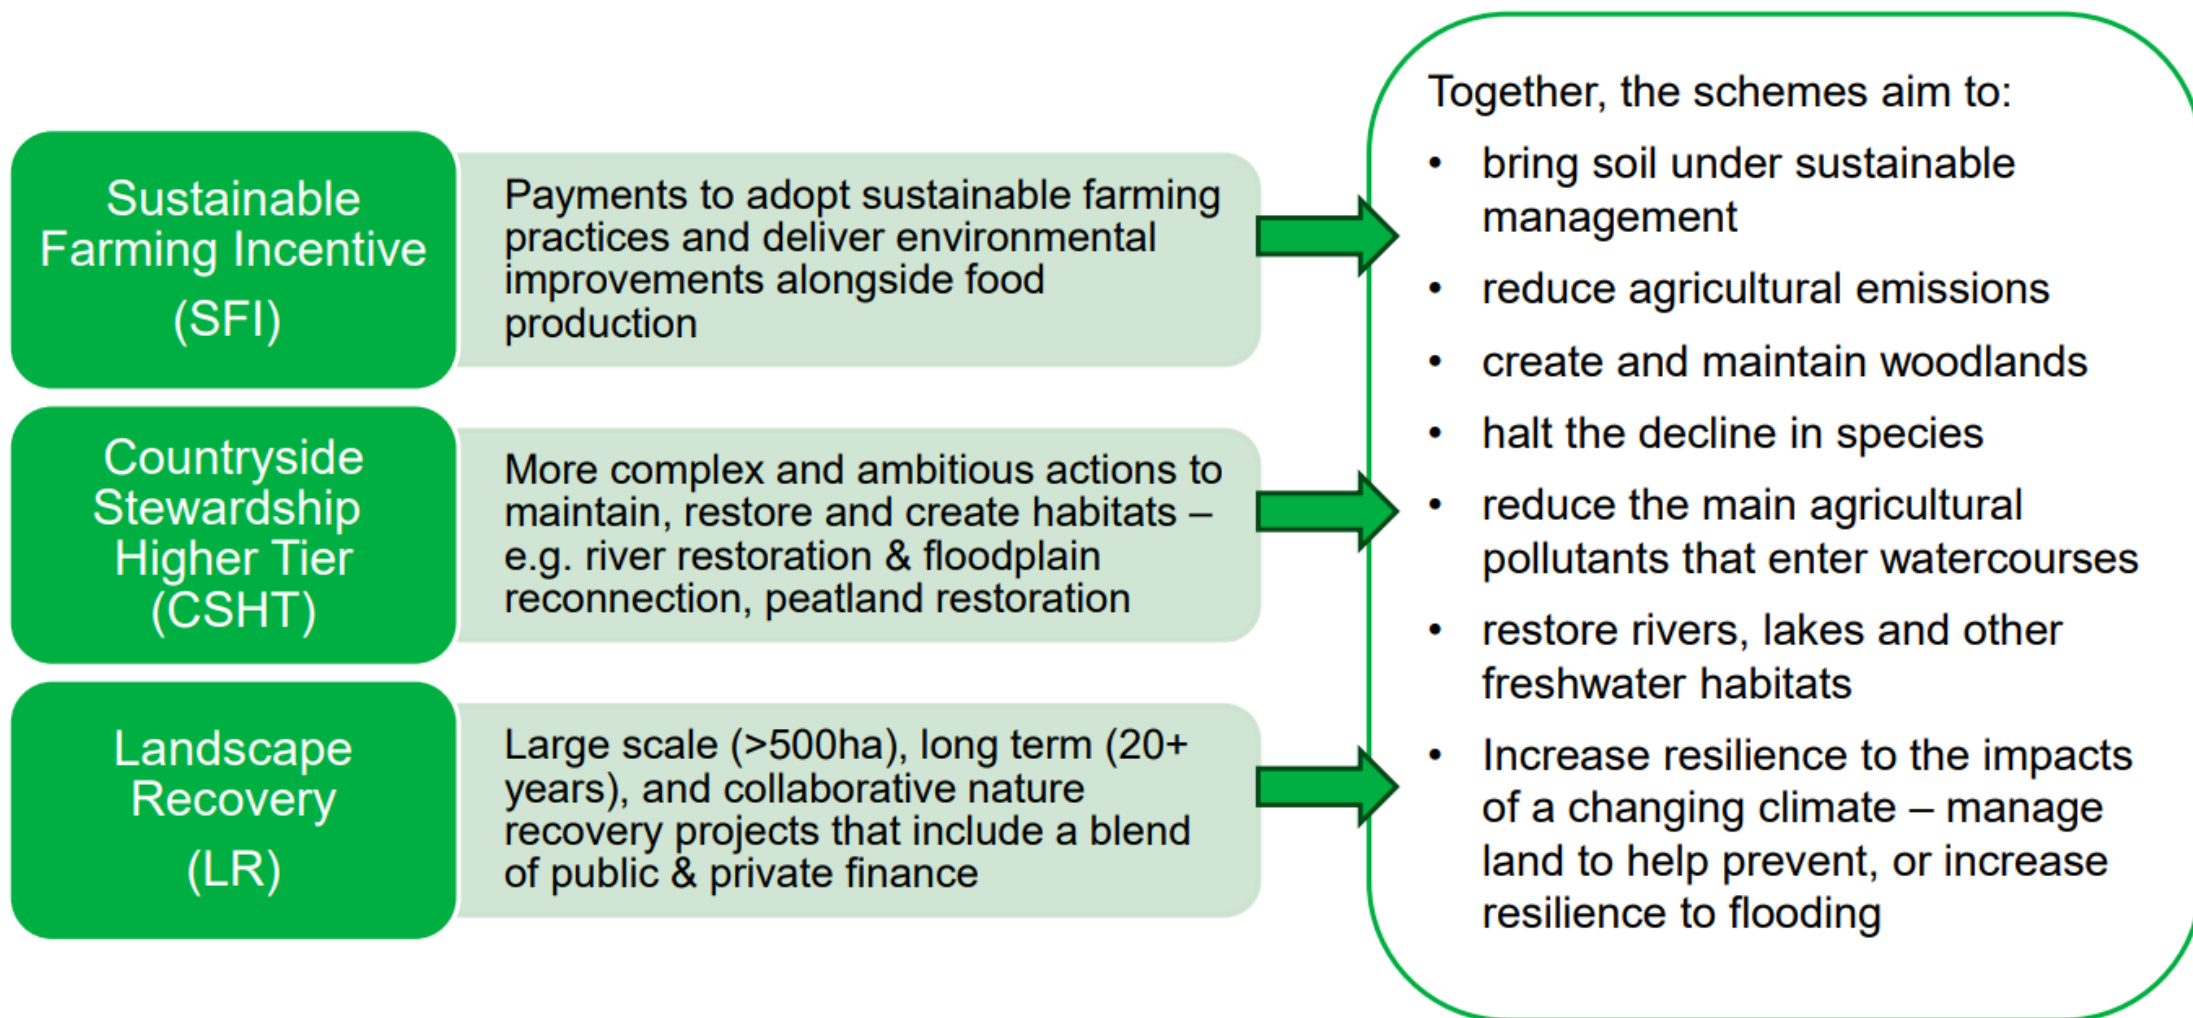 Sustainable
Farming Incentive
(SFI)
Payments to adopt sustainable farming
practices and deliver environmental
improvements alongside food
production
Countryside
Stewardship
Higher Tier
(CSHT)
More complex and ambitious actions to
maintain, restore and create habitats –
e.g. river restoration & floodplain
reconnection, peatland restoration
Landscape
Recovery
(LR)
Large scale (>500ha), long term (20+
years), and collaborative nature
recovery projects that include a blend
of public & private finance
Together, the schemes aim to:
• bring soil under sustainable
management
• reduce agricultural emissions
• create and maintain woodlands
• halt the decline in species
• reduce the main agricultural
pollutants that enter watercourses
• restore rivers, lakes and other
freshwater habitats
• Increase resilience to the impacts
of a changing climate – manage
land to help prevent, or increase
resilience to flooding